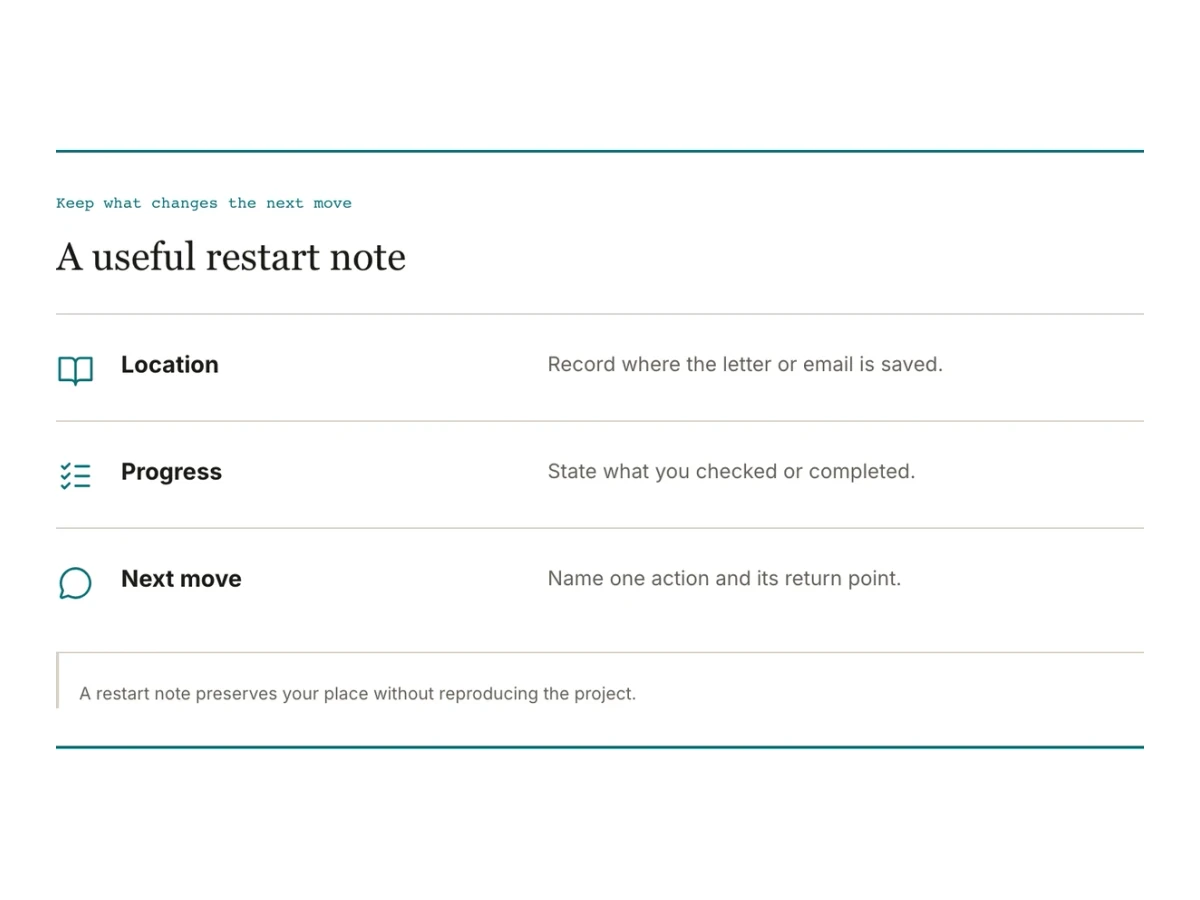 Keep what changes the next move
A useful restart note
Location
Record where the letter or email is saved.
Progress
State what you checked or completed.
Next move
Name one action and its return point.
A restart note preserves your place without reproducing the project.